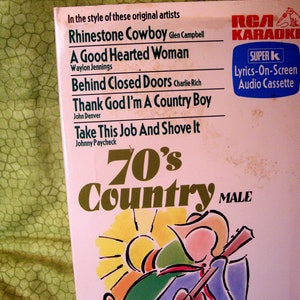 In the style of these original artists
Rhinestone Cowboy Glen Campbell
A Good Hearted Woman
Waylon Jennings
Behind Closed Doors Charlie Rich
Thank God I'm A Country Boy
John Denver
Take This Job And Shove It
Johnny Paycheck
RCA
KARAOKE
SUPER k
Lyrics-On-Screen
Audio Cassette
70's
Country MALE